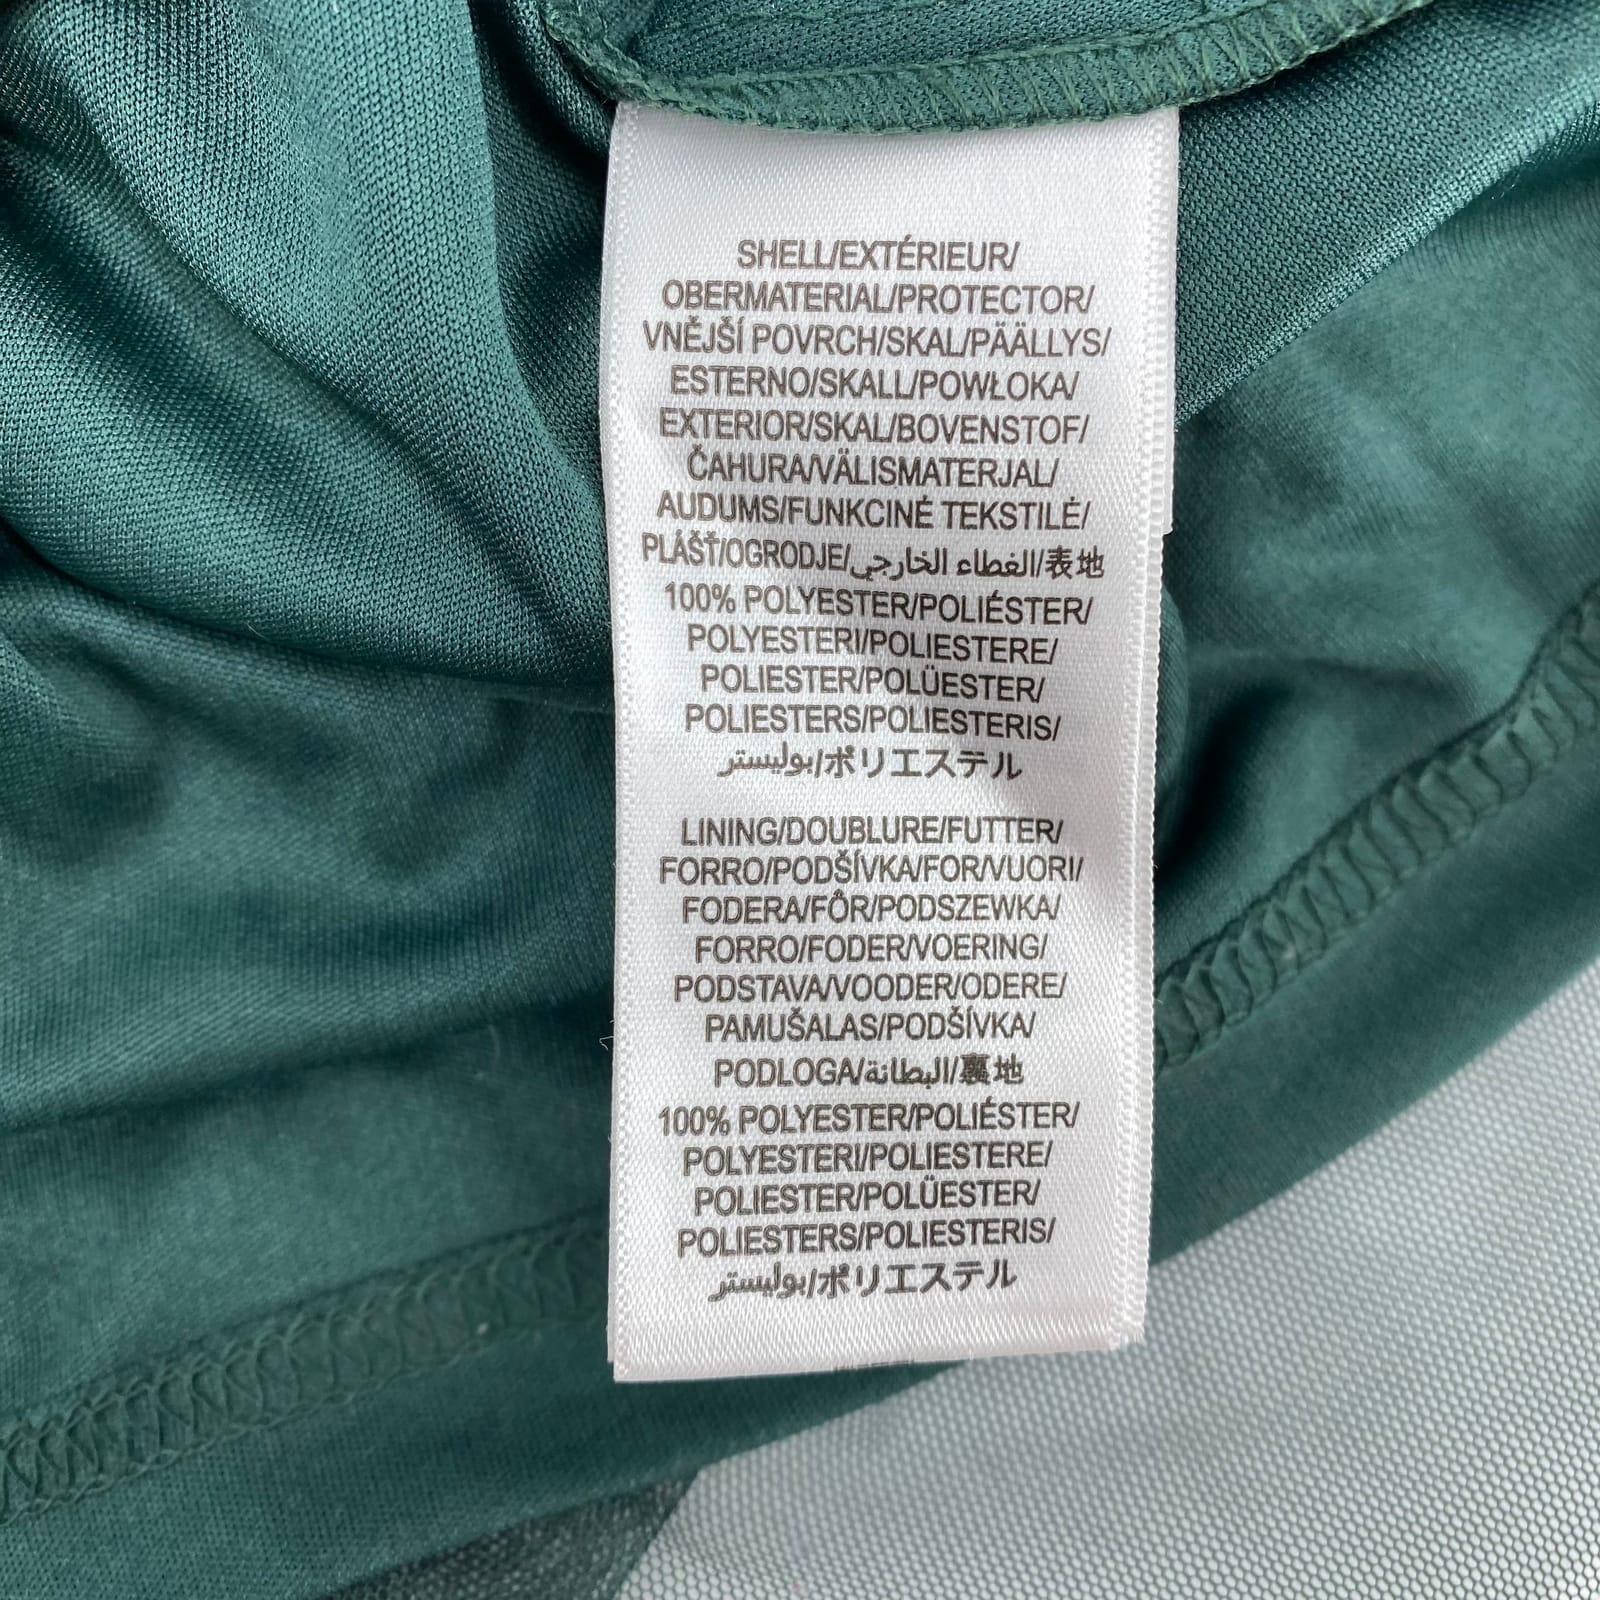 SHELL/EXTÉRIEUR/
OBERMATERIAL/PROTECTOR/
VNĚJŠÍ POVRCH/SKAL/PÄÄLLYS/
ESTERNO/SKALL/POWŁOKA/
EXTERIOR/SKAL/BOVENSTOF/
ČAHURA/VÄLISMATERJAL/
AUDUMS/FUNKCINĖ TEKSTILĖ/
PLÁŠŤ/OGRODJE/الغطاء الخارجي/表地
100% POLYESTER/POLIÉSTER/
POLYESTERI/POLIESTERE/
POLIESTER/POLÜESTER/
POLIESTERS/POLIESTERIS/
بوليستر/ポリエステル
LINING/DOUBLURE/FUTTER/
FORRO/PODŠÍVKA/FOR/VUORI/
FODERA/FÔR/PODSZEWKA/
FORRO/FODER/VOERING/
PODSTAVA/VOODER/ODERE/
PAMUŠALAS/PODŠÍVKA/
PODLOGA/البطانة/裏地
100% POLYESTER/POLIÉSTER/
POLYESTERI/POLIESTERE/
POLIESTER/POLÜESTER/
POLIESTERS/POLIESTERIS/
بوليستر/ポリエステル